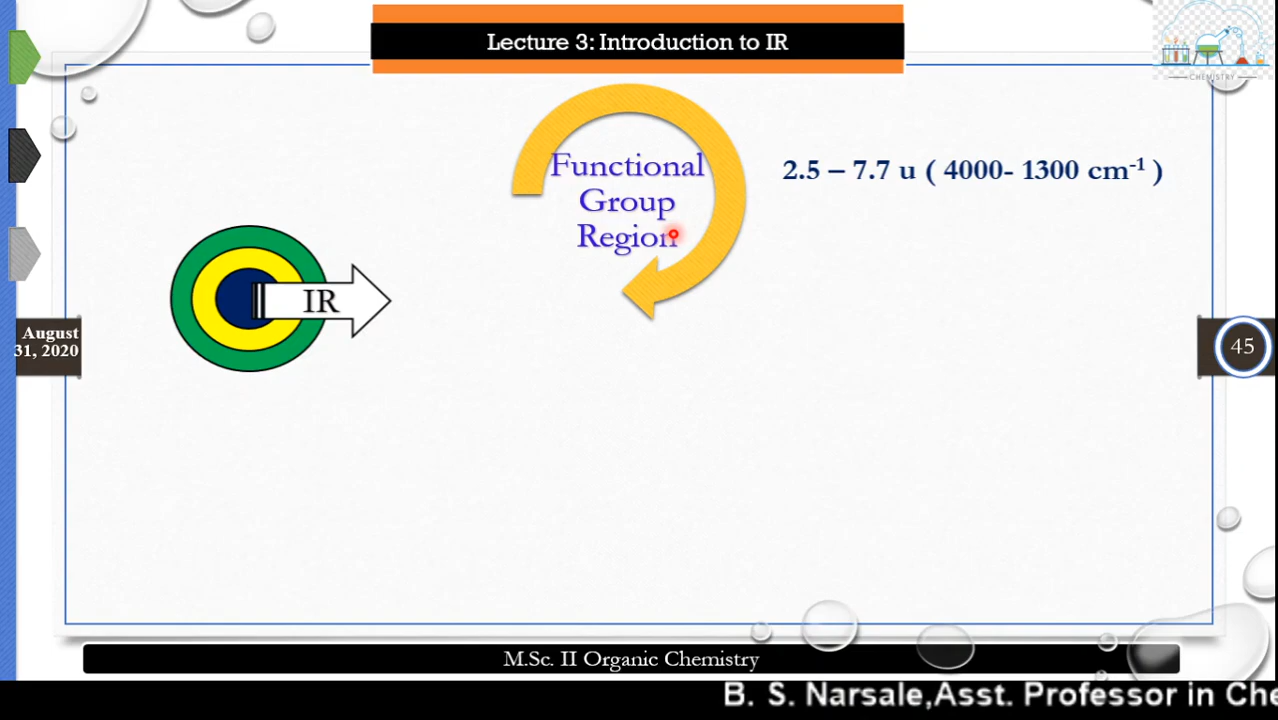 Lecture 3: Introduction to IR
CHEMISTRY
Functional
Group
Region
2.5 – 7.7 u ( 4000- 1300 cm⁻¹ )
IR
August
31, 2020
45
M.Sc. II Organic Chemistry
B. S. Narsale,Asst. Professor in Che